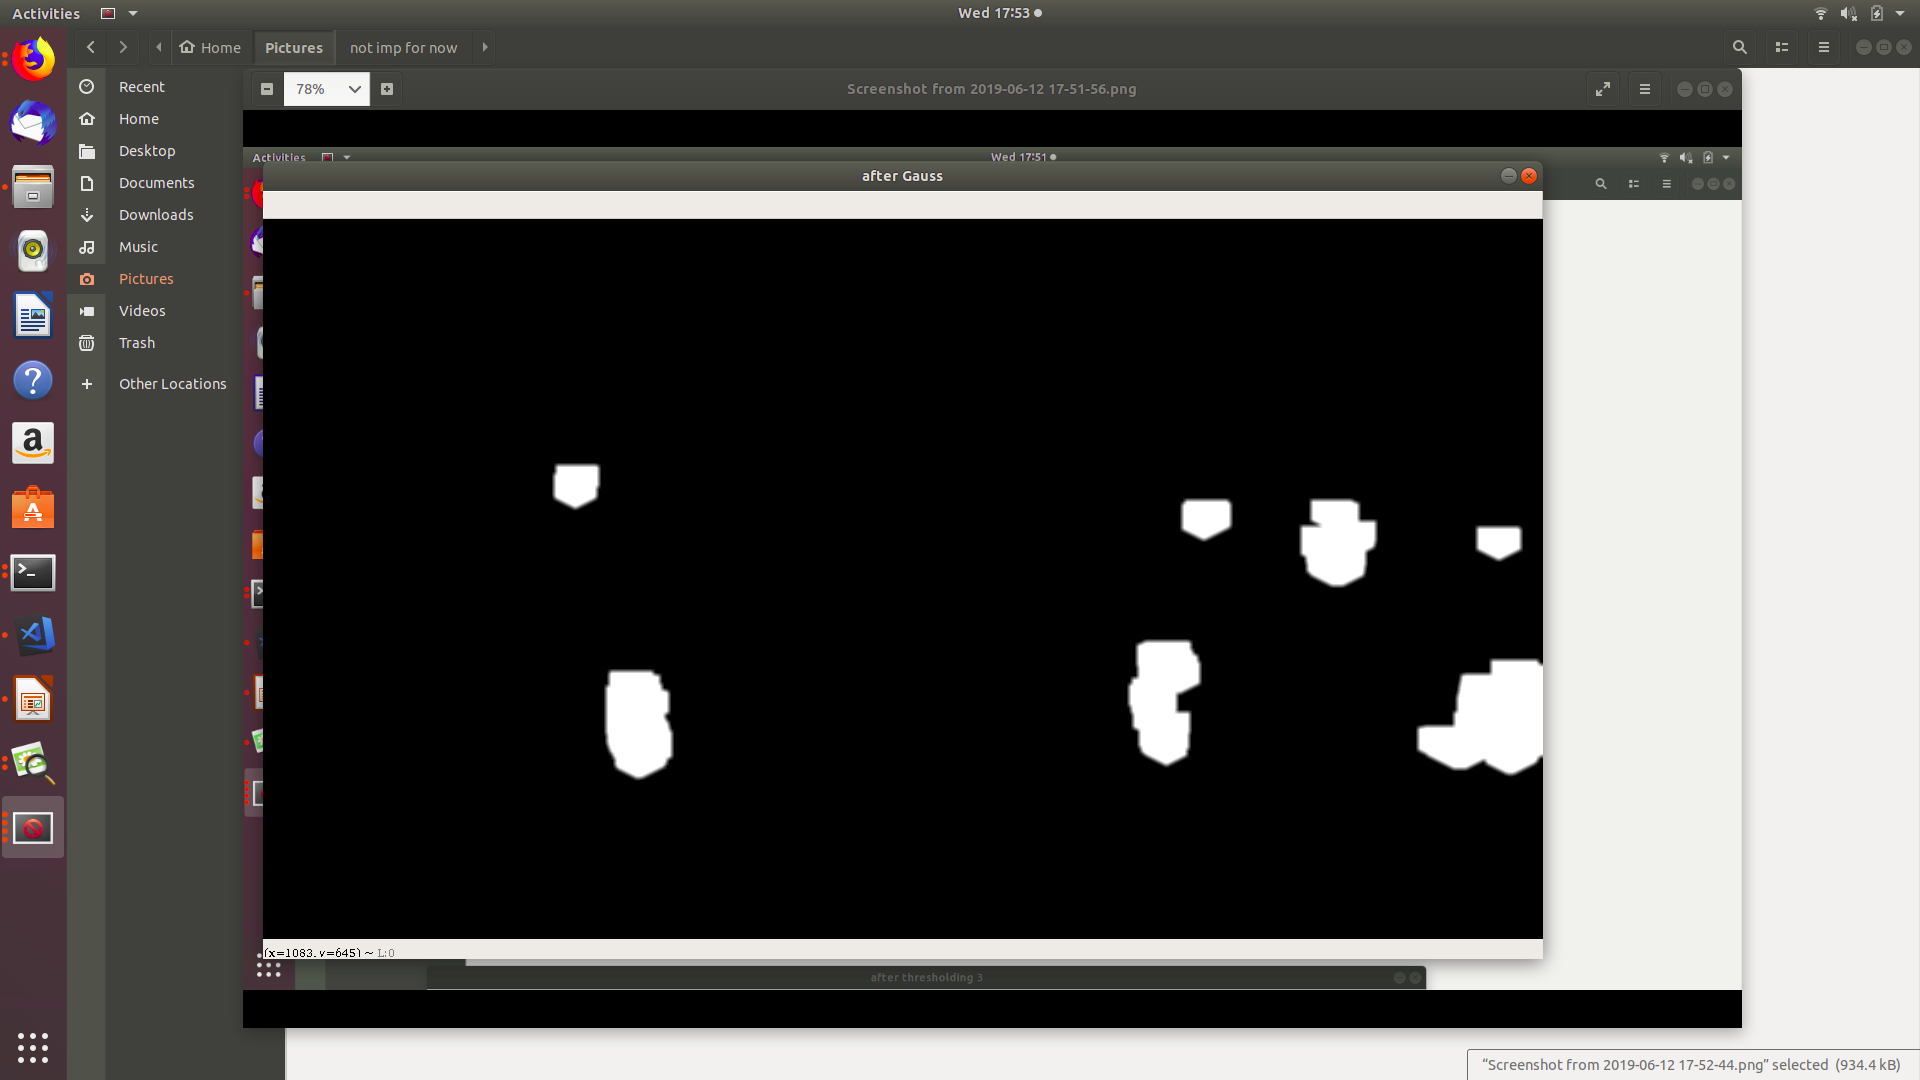 Activities
Wed 17:53
Home
Pictures
not imp for now
Recent
Home
Desktop
Documents
Downloads
Music
Pictures
Videos
Trash
Other Locations
78%
Screenshot from 2019-06-12 17-51-56.png
Activities
Wed 17:51
after Gauss
(x=1083, y=645) ~ L:0
after thresholding 3
“Screenshot from 2019-06-12 17-52-44.png” selected (934.4 kB)